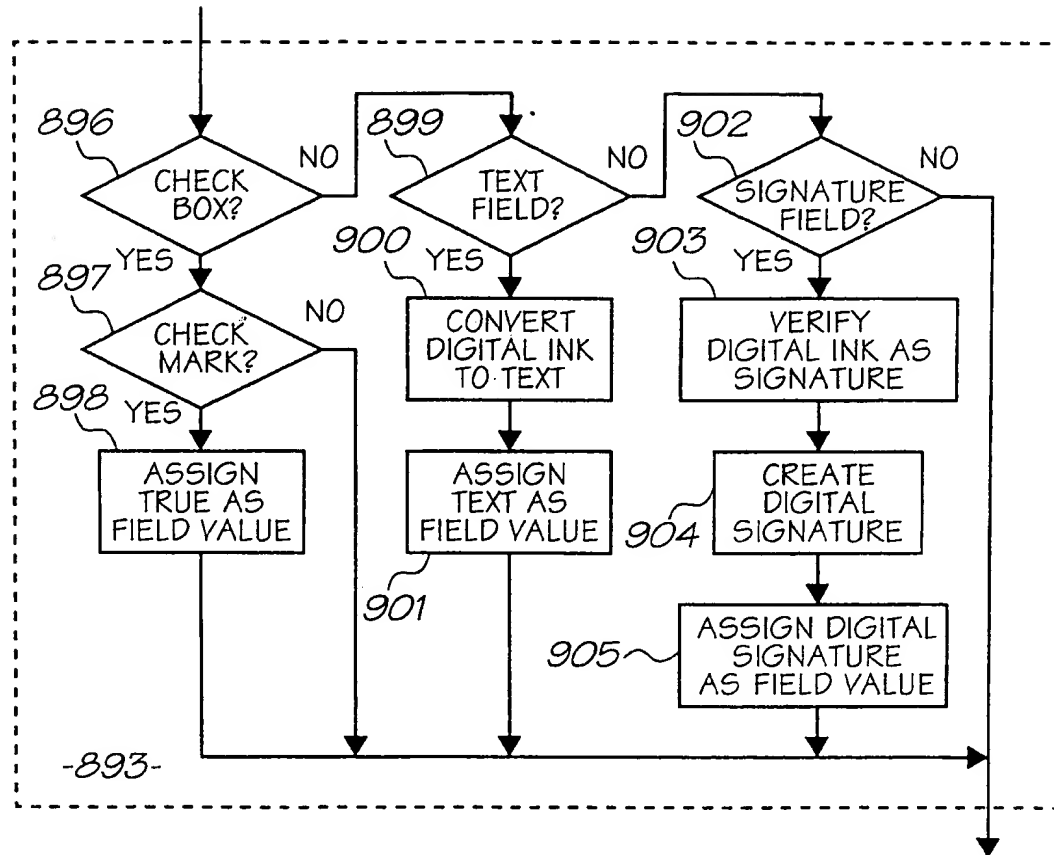 896
CHECK
BOX?
NO
YES
897
CHECK
MARK?
NO
YES
898
ASSIGN
TRUE AS
FIELD VALUE
899
TEXT
FIELD?
NO
YES
900
CONVERT
DIGITAL INK
TO TEXT
ASSIGN
TEXT AS
FIELD VALUE
901
902
SIGNATURE
FIELD?
NO
YES
903
VERIFY
DIGITAL INK AS
SIGNATURE
CREATE
DIGITAL
SIGNATURE
904
905
ASSIGN DIGITAL
SIGNATURE
AS FIELD VALUE
-893-